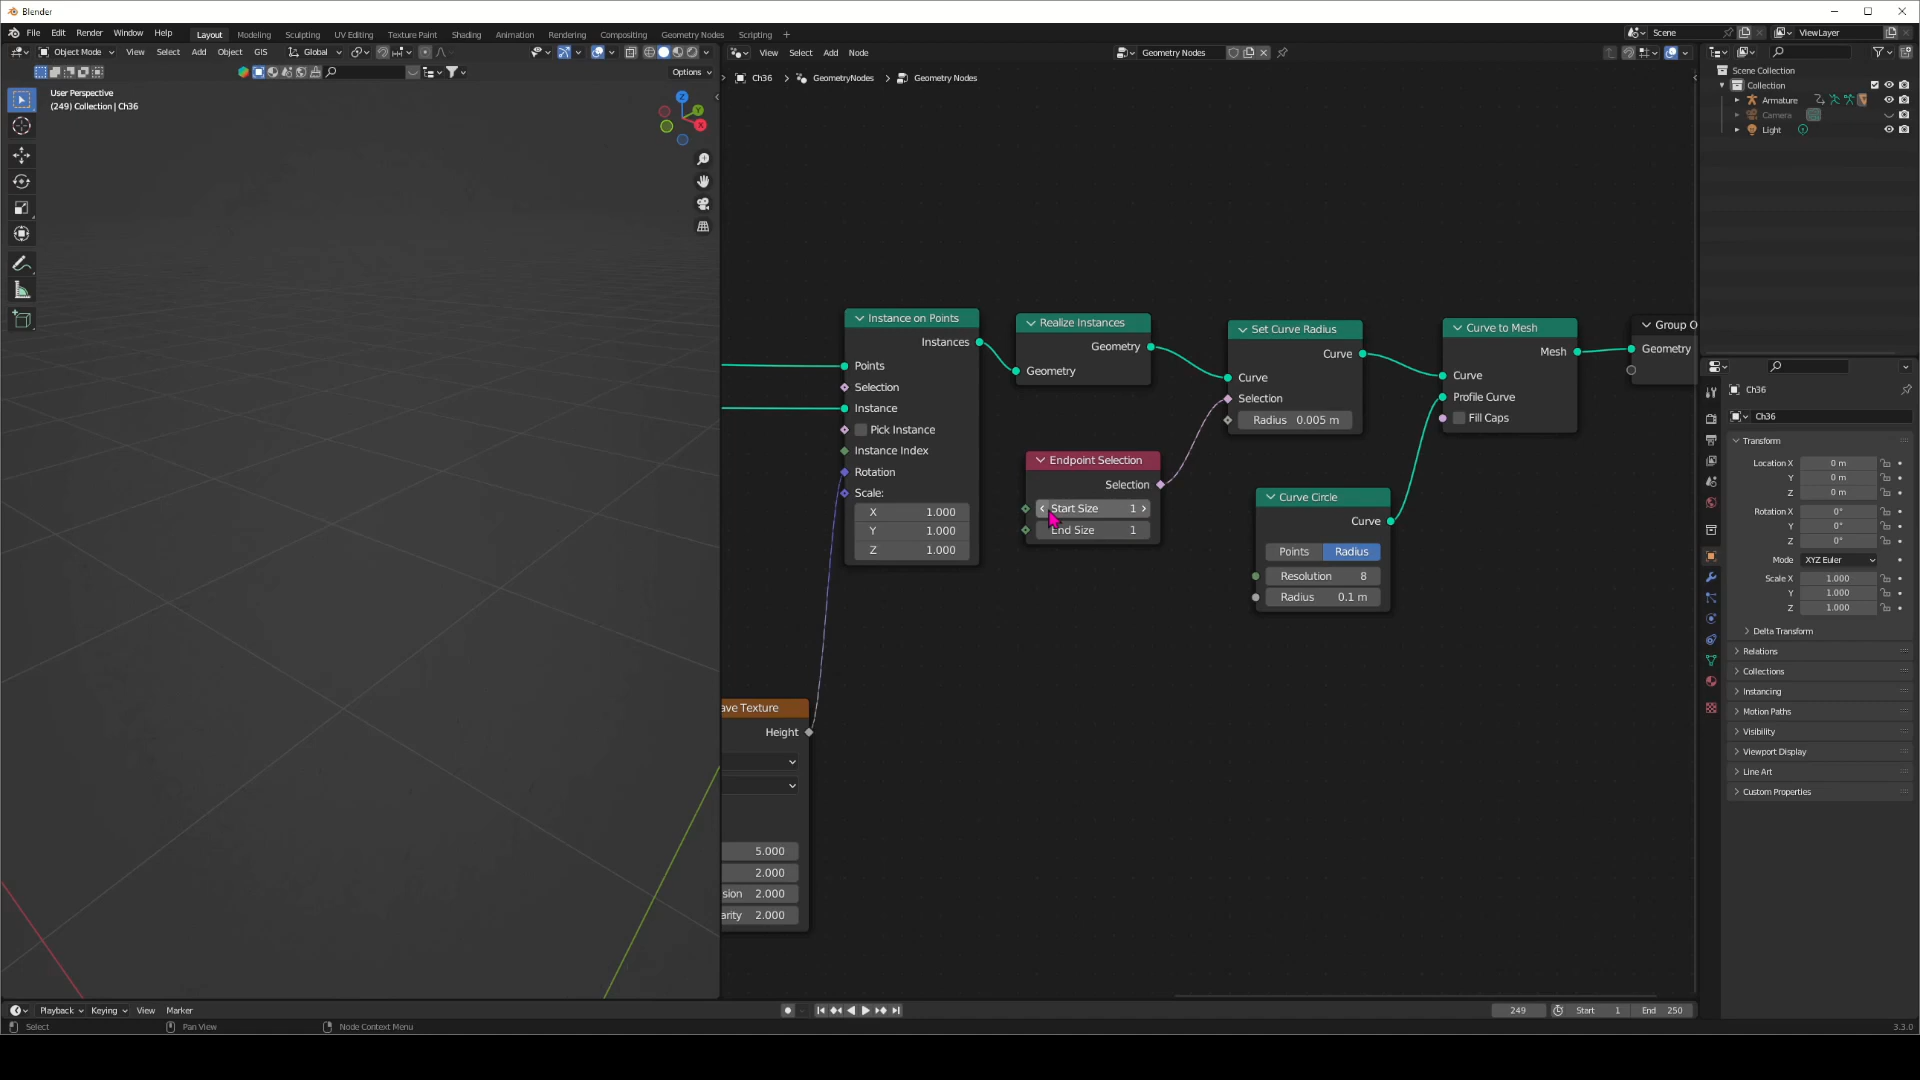 Blender
File Edit Render Window Help
Layout Modeling Sculpting UV Editing Texture Paint Shading Animation Rendering Compositing Geometry Nodes Scripting +
Scene
ViewLayer
Object Mode View Select Add Object GIS Global
View Select Add Node Geometry Nodes
Options
Ch36 > GeometryNodes > Geometry Nodes
User Perspective
(249) Collection | Ch36
Z
Y
X
Scene Collection
Collection
Armature
Camera
Light
Instance on Points
Instances
Points
Selection
Instance
Pick Instance
Instance Index
Rotation
Scale:
X 1.000
Y 1.000
Z 1.000
Realize Instances
Geometry
Geometry
Endpoint Selection
Selection
Start Size 1
End Size 1
Set Curve Radius
Curve
Curve
Selection
Radius 0.005 m
Curve Circle
Curve
Points Radius
Resolution 8
Radius 0.1 m
Curve to Mesh
Mesh
Curve
Profile Curve
Fill Caps
Group O
Geometry
ave Texture
Height
5.000
2.000
sion 2.000
arity 2.000
Ch36
Ch36
Transform
Location X 0 m
Y 0 m
Z 0 m
Rotation X 0°
Y 0°
Z 0°
Mode XYZ Euler
Scale X 1.000
Y 1.000
Z 1.000
Delta Transform
Relations
Collections
Instancing
Motion Paths
Visibility
Viewport Display
Line Art
Custom Properties
Playback Keying View Marker
249 Start 1 End 250
Select Pan View Node Context Menu 3.3.0